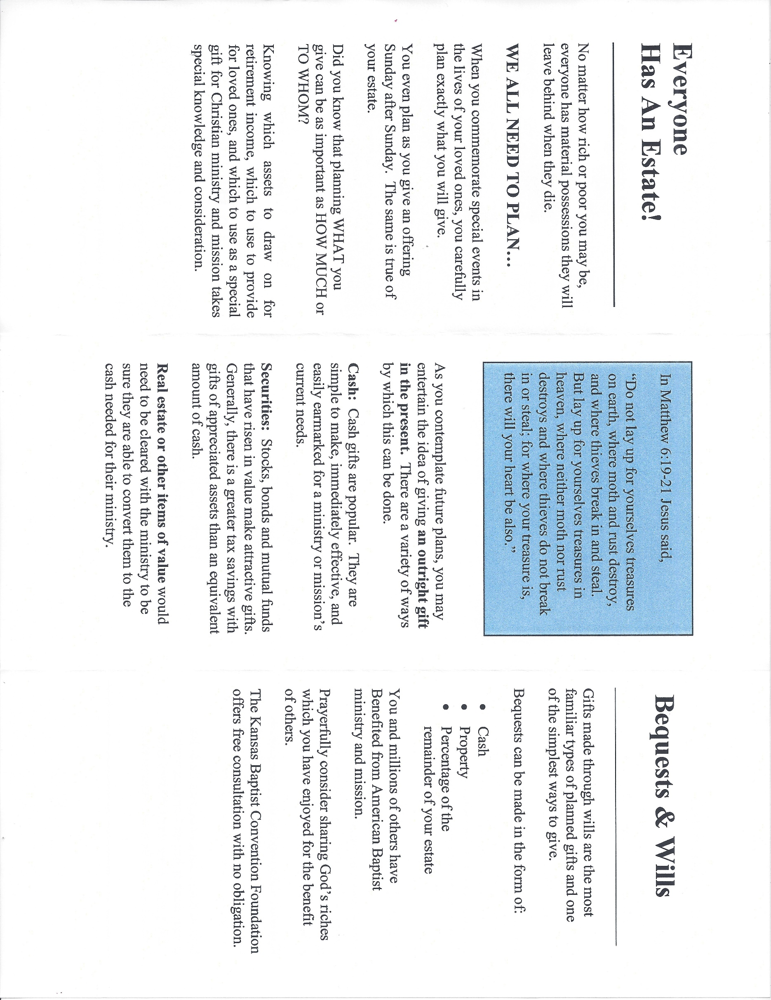 Everyone
Has An Estate!
No matter how rich or poor you may be,
everyone has material possessions they will
leave behind when they die.
WE ALL NEED TO PLAN…
When you commemorate special events in
the lives of your loved ones, you carefully
plan exactly what you will give.
You even plan as you give an offering
Sunday after Sunday.  The same is true of
your estate.
Did you know that planning WHAT you
give can be as important as HOW MUCH or
TO WHOM?
Knowing which assets to draw on for
retirement income, which to use to provide
for loved ones, and which to use as a special
gift for Christian ministry and mission takes
special knowledge and consideration.
In Matthew 6:19-21 Jesus said,
“Do not lay up for yourselves treasures
on earth, where moth and rust destroy,
and where thieves break in and steal.
But lay up for yourselves treasures in
heaven, where neither moth nor rust
destroys and where thieves do not break
in or steal; for where your treasure is,
there will your heart be also.”
As you contemplate future plans, you may
entertain the idea of giving an outright gift
in the present.  There are a variety of ways
by which this can be done.
Cash:  Cash gifts are popular.  They are
simple to make, immediately effective, and
easily earmarked for a ministry or mission’s
current needs.
Securities:  Stocks, bonds and mutual funds
that have risen in value make attractive gifts.
Generally, there is a greater tax savings with
gifts of appreciated assets than an equivalent
amount of cash.
Real estate or other items of value would
need to be cleared with the ministry to be
sure they are able to convert them to the
cash needed for their ministry.
Bequests & Wills
Gifts made through wills are the most
familiar types of planned gifts and one
of the simplest ways to give.
Bequests can be made in the form of:
• Cash
• Property
• Percentage of the
remainder of your estate
You and millions of others have
Benefited from American Baptist
ministry and mission.
Prayerfully consider sharing God’s riches
which you have enjoyed for the benefit
of others.
The Kansas Baptist Convention Foundation
offers free consultation with no obligation.